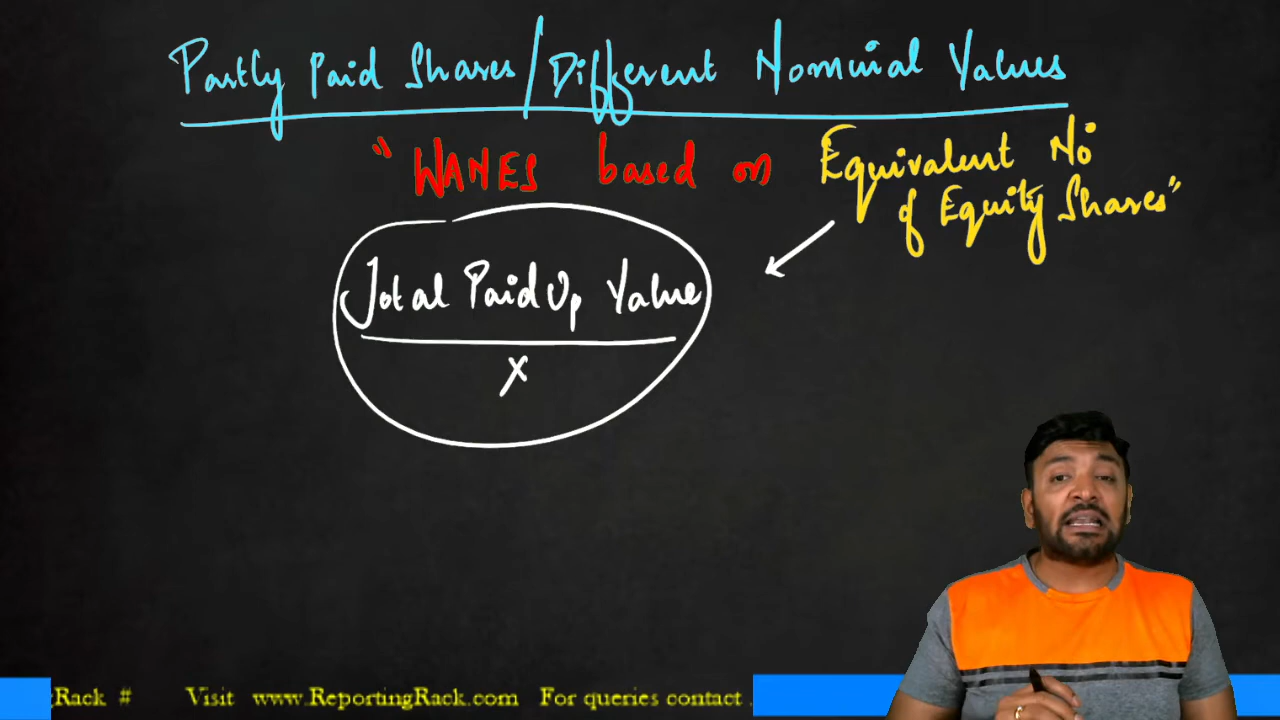 Partly Paid Shares/Different Nominal Values
"WANES based on Equivalent No
of Equity Shares"
Total Paid Up Value
X
gRack # Visit www.ReportingRack.com For queries contact